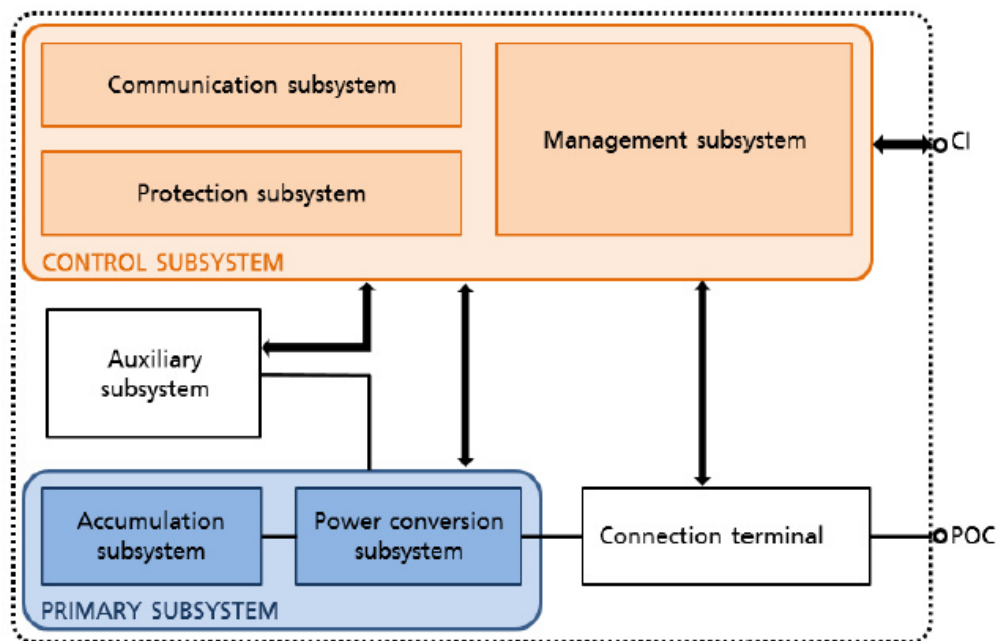 Communication subsystem
Management subsystem
CI
Protection subsystem
CONTROL SUBSYSTEM
Auxiliary
subsystem
Accumulation
subsystem
Power conversion
subsystem
Connection terminal
POC
PRIMARY SUBSYSTEM